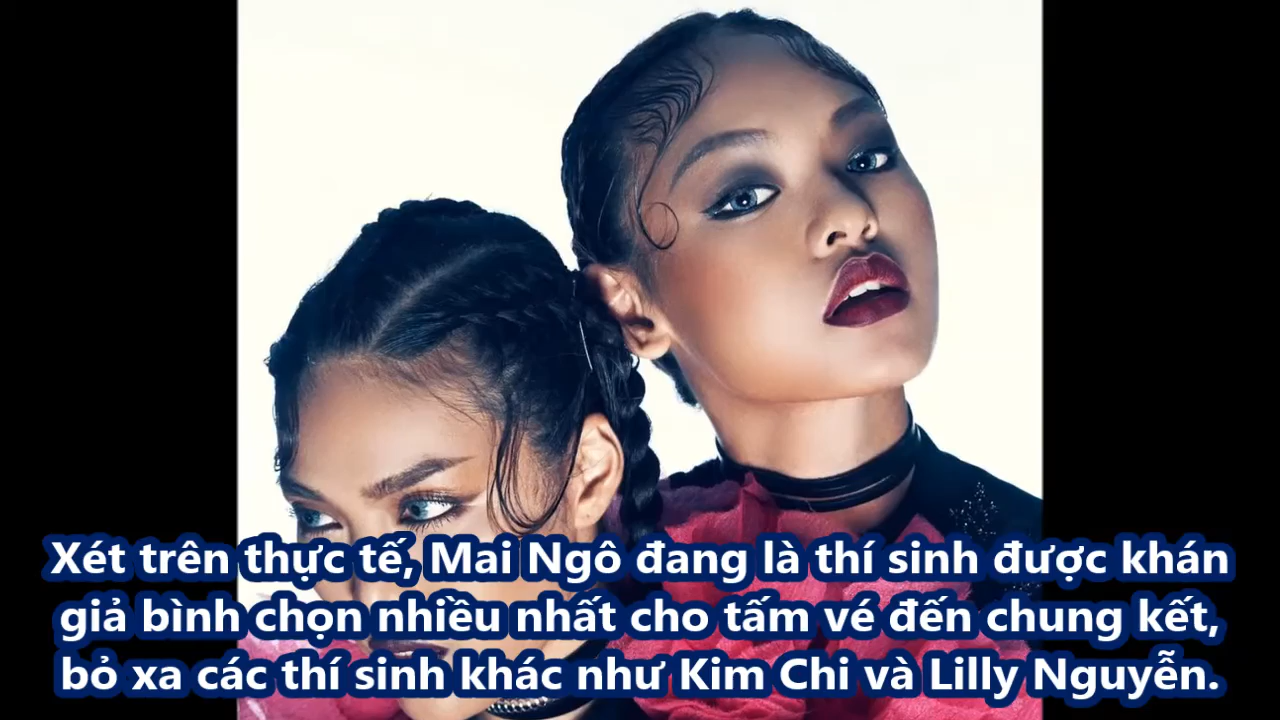 Xét trên thực tế, Mai Ngô đang là thí sinh được khán
giả bình chọn nhiều nhất cho tấm vé đến chung kết,
bỏ xa các thí sinh khác như Kim Chi và Lilly Nguyễn.